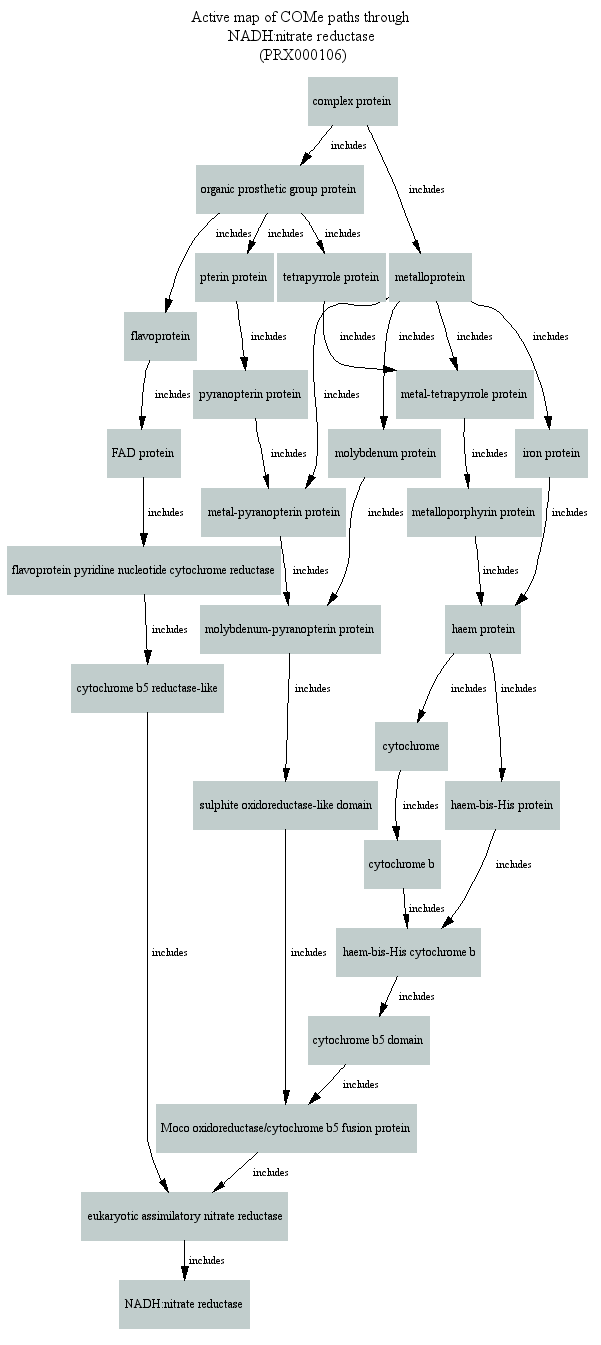 Active map of COMe paths through
NADH:nitrate reductase
(PRX000106)
complex protein
includes
organic prosthetic group protein
includes
includes
includes
includes
pterin protein
tetrapyrrole protein
metalloprotein
flavoprotein
includes
includes
includes
includes
includes
includes
includes
pyranopterin protein
metal-tetrapyrrole protein
FAD protein
molybdenum protein
iron protein
includes
includes
includes
includes
includes
metal-pyranopterin protein
metalloporphyrin protein
flavoprotein pyridine nucleotide cytochrome reductase
includes
includes
includes
molybdenum-pyranopterin protein
haem protein
cytochrome b5 reductase-like
includes
includes
includes
cytochrome
sulphite oxidoreductase-like domain
includes
haem-bis-His protein
cytochrome b
includes
includes
includes
includes
haem-bis-His cytochrome b
includes
cytochrome b5 domain
includes
Moco oxidoreductase/cytochrome b5 fusion protein
includes
eukaryotic assimilatory nitrate reductase
includes
NADH:nitrate reductase